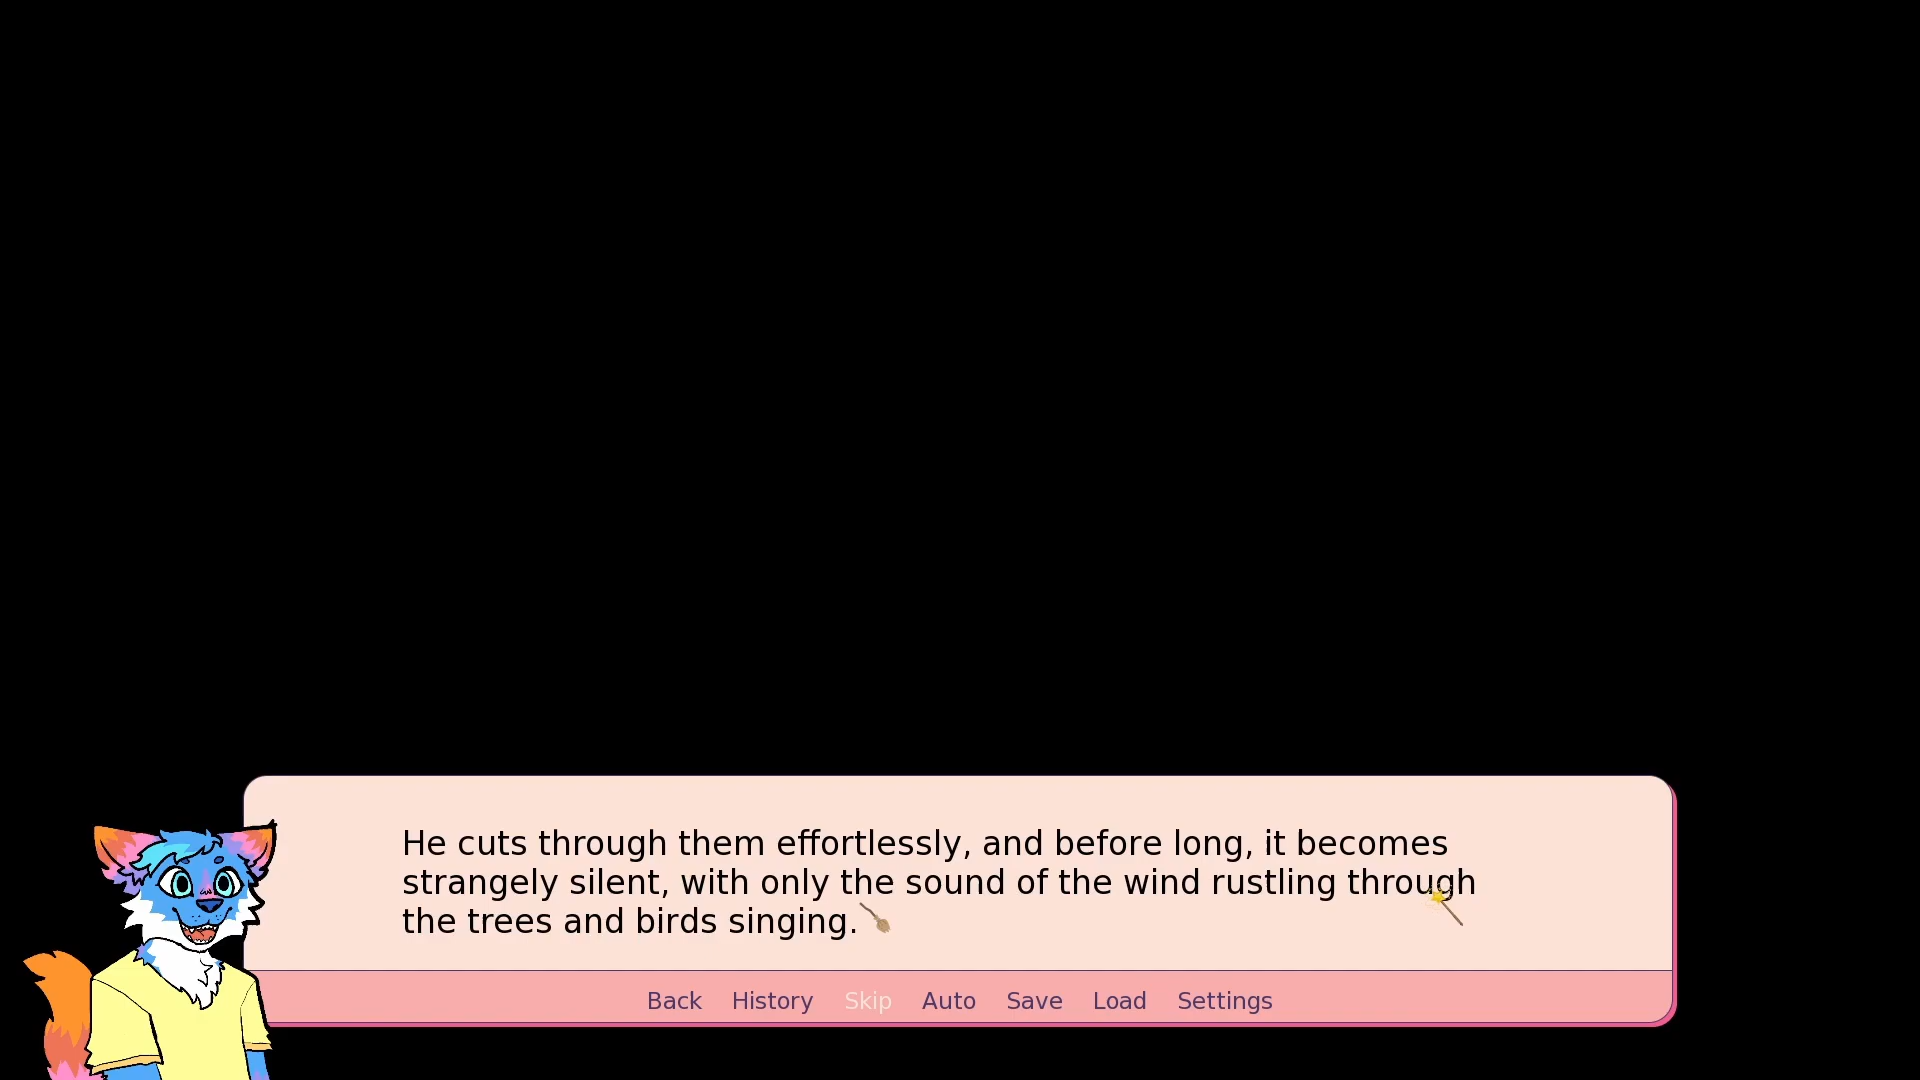 He cuts through them effortlessly, and before long, it becomes
strangely silent, with only the sound of the wind rustling through
the trees and birds singing.
Back History Skip Auto Save Load Settings